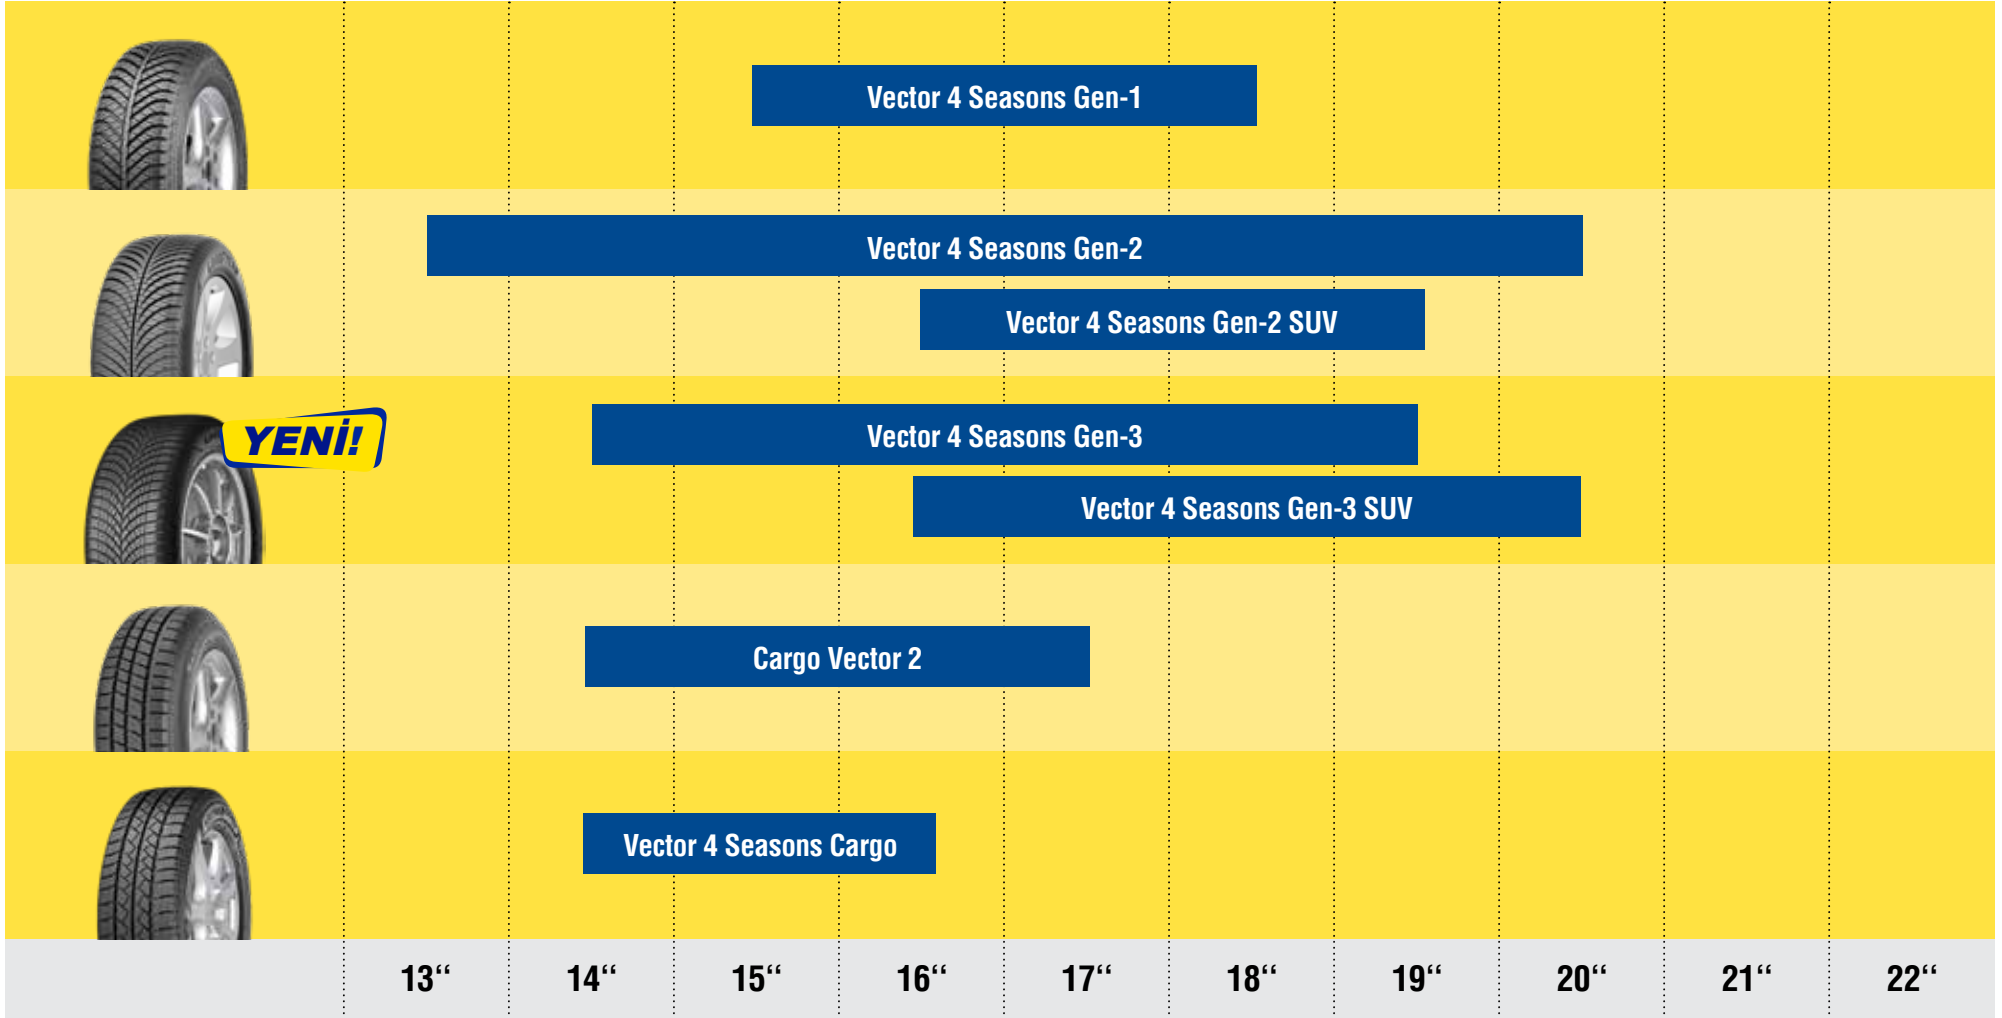 Vector 4 Seasons Gen-1
Vector 4 Seasons Gen-2
Vector 4 Seasons Gen-2 SUV
YENİ!
Vector 4 Seasons Gen-3
Vector 4 Seasons Gen-3 SUV
Cargo Vector 2
Vector 4 Seasons Cargo
13“ 14“ 15“ 16“ 17“ 18“ 19“ 20“ 21“ 22“